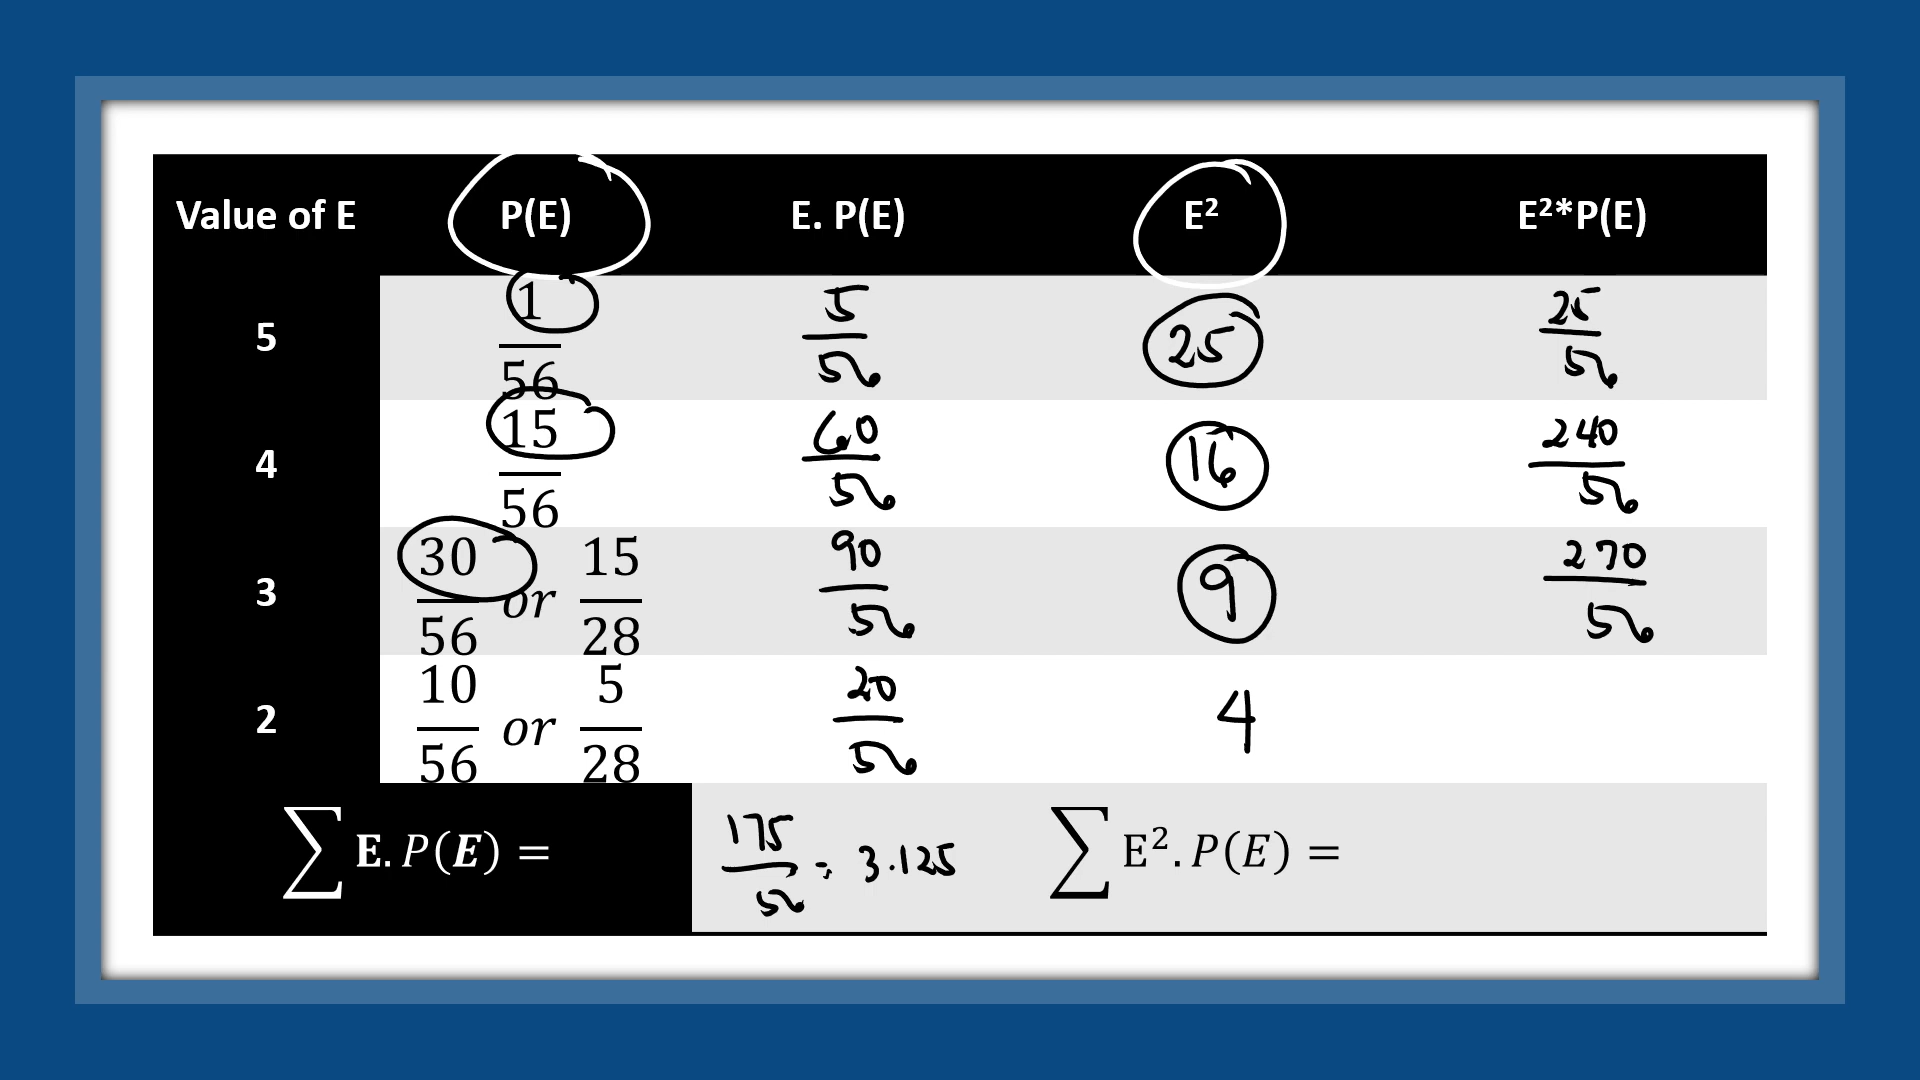 Value of E P(E) E. P(E) E² E²*P(E)
5 1/56 5/56 25 25/56
4 15/56 60/56 16 240/56
3 30/56 or 15/28 90/56 9 270/56
2 10/56 or 5/28 20/56 4
∑ E. P(E) = 175/56 = 3.125 ∑ E². P(E) =